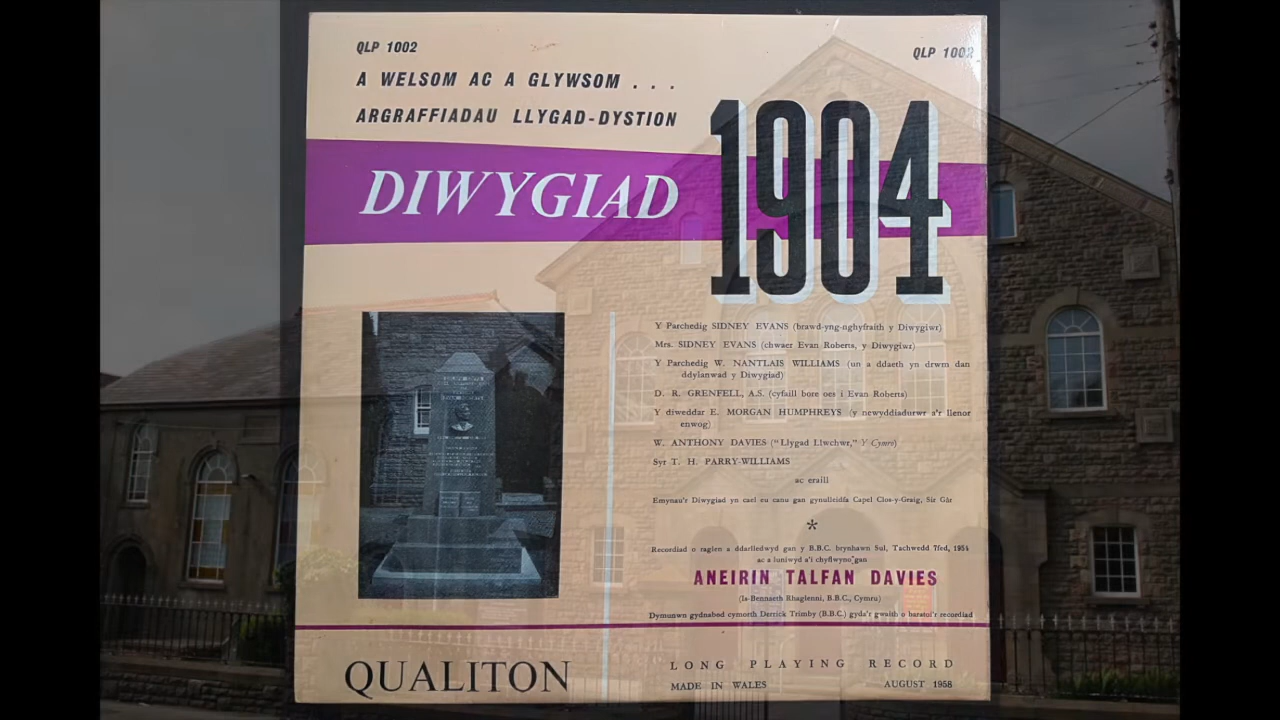 QLP 1002
QLP 1002
A WELSOM AC A GLYWSOM . . .
ARGRAFFIADAU LLYGAD-DYSTION
DIWYGIAD 1904
Y Parchedig SIDNEY EVANS (brawd-yng-nghyfraith y Diwygiwr)
Mrs. SIDNEY EVANS (chwaer Evan Roberts, y Diwygiwr)
Y Parchedig W. NANTLAIS WILLIAMS (un a ddaeth yn drwm dan
ddylanwad y Diwygiad)
D. R. GRENFELL, A.S. (cyfaill bore oes i Evan Roberts)
Y diweddar E. MORGAN HUMPHREYS (y newyddiadurwr a'r llenor
enwog)
W. ANTHONY DAVIES ("Llygad Llwchwr," Y Cymro)
Syr T. H. PARRY-WILLIAMS
ac eraill
Emynau'r Diwygiad yn cael eu canu gan gynulleidfa Capel Clos-y-Graig, Sir Gâr
*
Recordiad o raglen a ddarlledwyd gan y B.B.C. brynhawn Sul, Tachwedd 7fed, 1954
ac a luniwyd a'i chyflwyno gan
ANEIRIN TALFAN DAVIES
(Is-Bennaeth Rhaglenni, B.B.C., Cymru)
Dymunwn gydnabod cymorth Derrick Trimby (B.B.C.) gyda'r gwaith o baratoi'r recordiad
QUALITON
LONG PLAYING RECORD
MADE IN WALES
AUGUST 1958